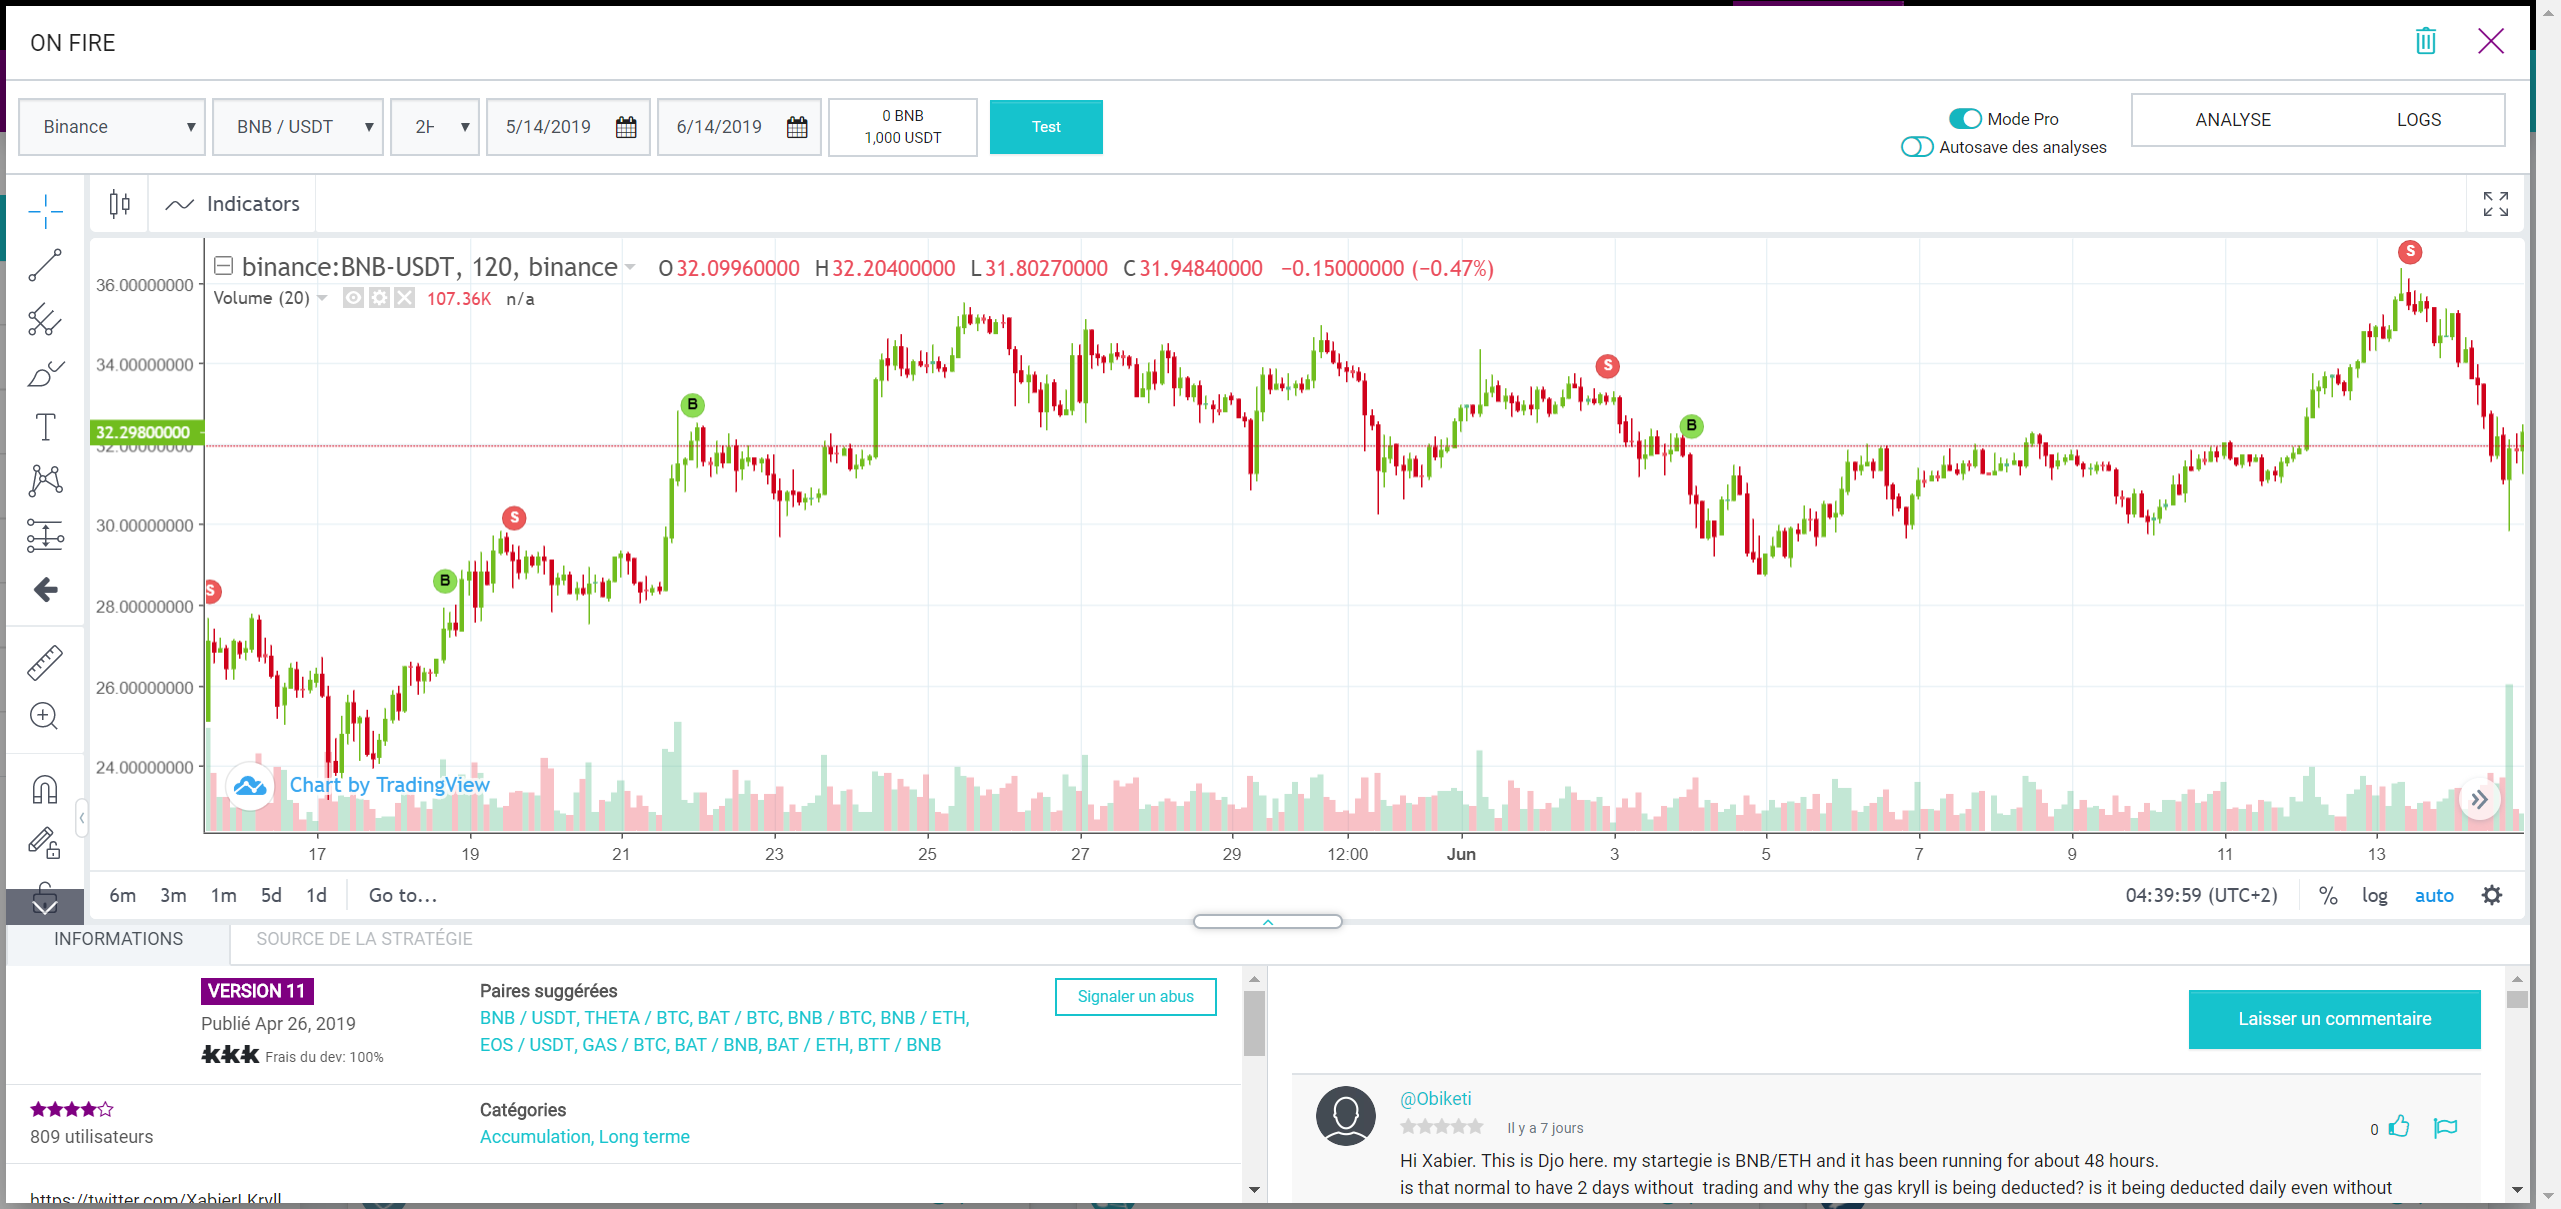 ON FIRE
Binance
BNB / USDT
5/14/2019
6/14/2019
0 BNB
1,000 USDT
Test
Mode Pro
Autosave des analyses
ANALYSE
LOGS
Indicators
binance:BNB-USDT, 120, binance
O 32.09960000 H 32.20400000 L 31.80270000 C 31.94840000 −0.15000000 (−0.47%)
Volume (20)
107.36K n/a
36.00000000
34.00000000
32.29800000
32.00000000
30.00000000
28.00000000
26.00000000
24.00000000
S
B
S
B
S
B
S
Chart by TradingView
17
19
21
23
25
27
29
12:00
Jun
3
5
7
9
11
13
6m 3m 1m 5d 1d Go to...
04:39:59 (UTC+2) % log auto
INFORMATIONS
SOURCE DE LA STRATÉGIE
VERSION 11
Publié Apr 26, 2019
Frais du dev: 100%
Paires suggérées
BNB / USDT, THETA / BTC, BAT / BTC, BNB / BTC, BNB / ETH,
EOS / USDT, GAS / BTC, BAT / BNB, BAT / ETH, BTT / BNB
Signaler un abus
809 utilisateurs
Catégories
Accumulation, Long terme
https://twitter.com/XabierLKryll
Laisser un commentaire
@Obiketi
Il y a 7 jours
0
Hi Xabier. This is Djo here. my startegie is BNB/ETH and it has been running for about 48 hours.
is that normal to have 2 days without trading and why the gas kryll is being deducted? is it being deducted daily even without